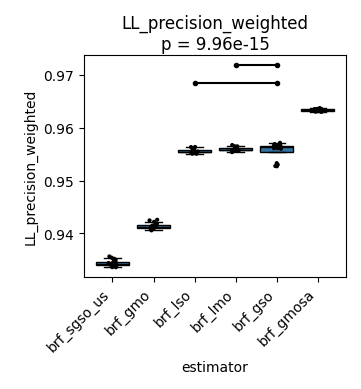 LL_precision_weighted
p = 9.96e-15
0.97
0.96
0.95
0.94
LL_precision_weighted
brf_sgso_us
brf_gmo
brf_lso
brf_lmo
brf_gso
brf_gmosa
estimator